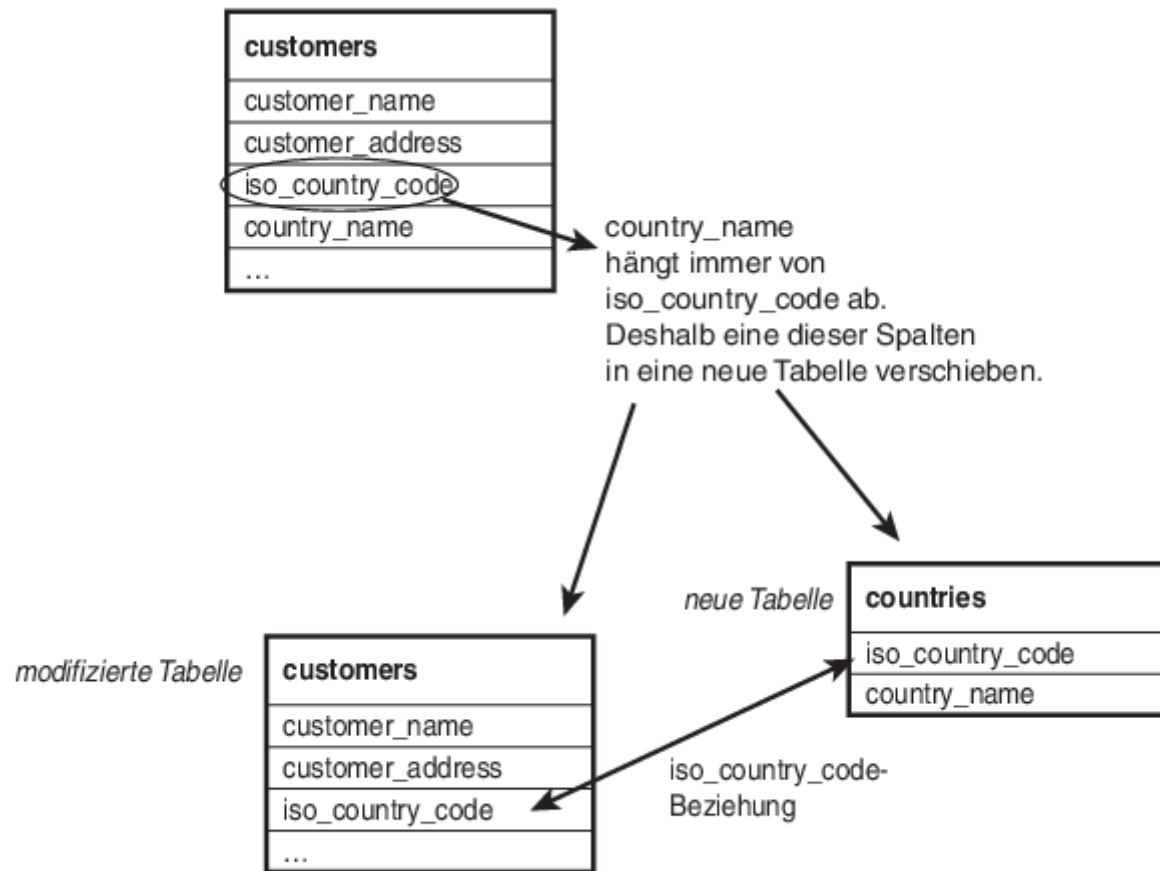 customers
customer_name
customer_address
iso_country_code
country_name
...
country_name
hängt immer von
iso_country_code ab.
Deshalb eine dieser Spalten
in eine neue Tabelle verschieben.
neue Tabelle
countries
iso_country_code
country_name
modifizierte Tabelle
customers
customer_name
customer_address
iso_country_code
...
iso_country_code-
Beziehung